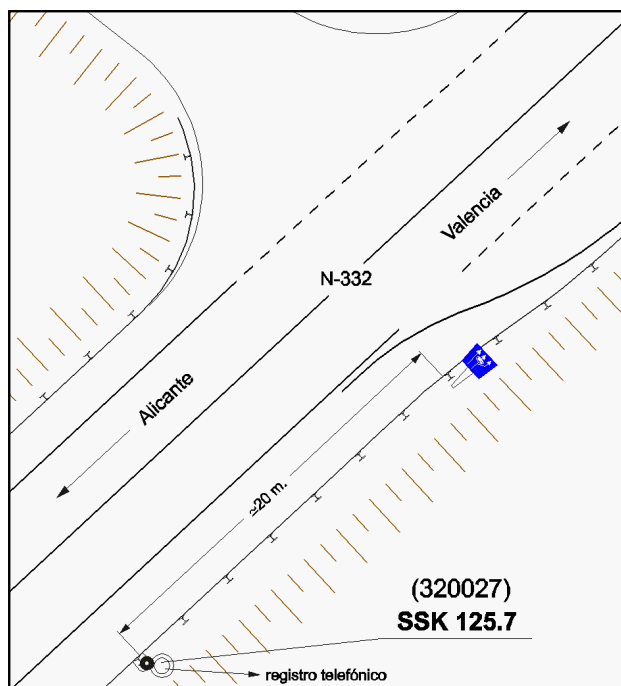 Valencia
N-332
Alicante
≃20 m.
(320027)
SSK 125.7
registro telefónico